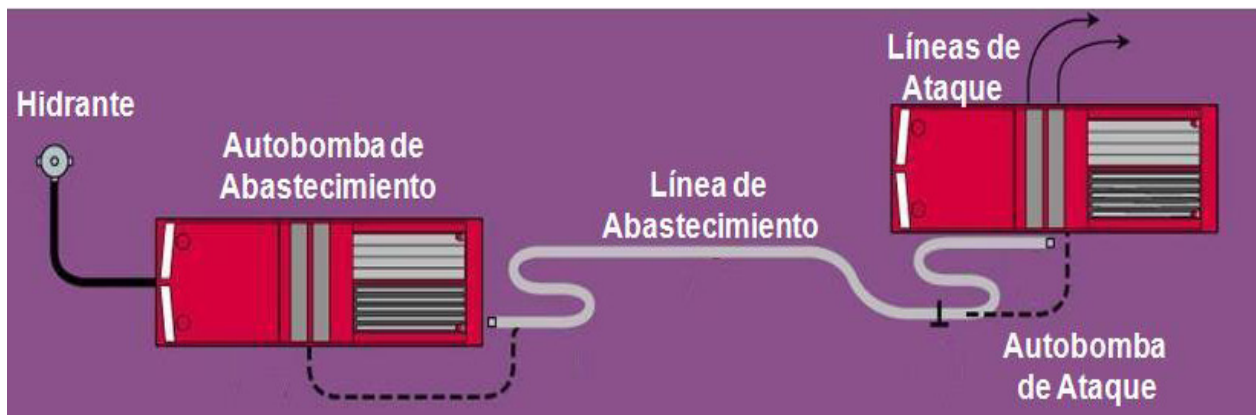 Hidrante
Autobomba de
Abastecimiento
Línea de
Abastecimiento
Líneas de
Ataque
Autobomba
de Ataque